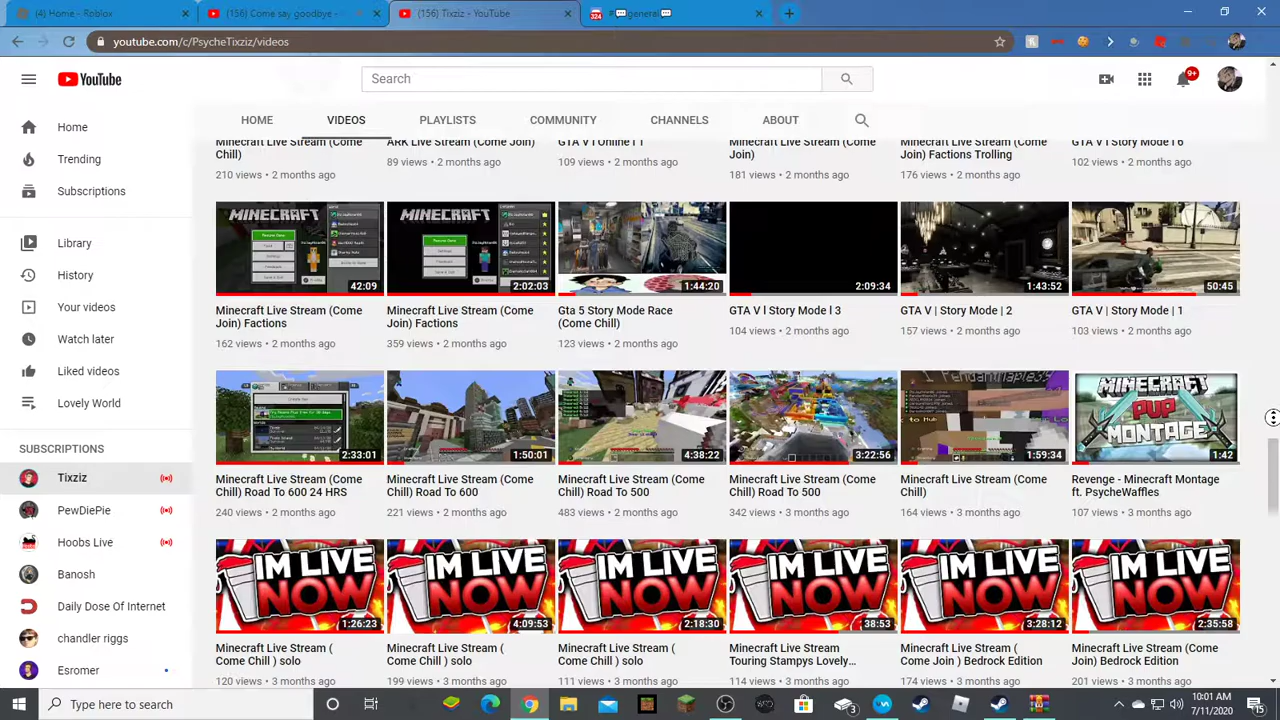 (4) Home - Roblox
(156) Come say goodbye -
(156) Tixziz - YouTube
324
#💬general💬
youtube.com/c/PsycheTixziz/videos
YouTube
Search
9+
HOME
VIDEOS
PLAYLISTS
COMMUNITY
CHANNELS
ABOUT
Home
Trending
Subscriptions
Library
History
Your videos
Watch later
Liked videos
Lovely World
SUBSCRIPTIONS
Tixziz
PewDiePie
Hoobs Live
Banosh
Daily Dose Of Internet
chandler riggs
Esromer
Minecraft Live Stream (Come
Chill)
210 views • 2 months ago
ARK Live Stream (Come Join)
89 views • 2 months ago
GTA V l Online l 1
109 views • 2 months ago
Minecraft Live Stream (Come
Join)
181 views • 2 months ago
Minecraft Live Stream (Come
Join) Factions Trolling
176 views • 2 months ago
GTA V l Story Mode l 6
102 views • 2 months ago
MINECRAFT
42:09
Minecraft Live Stream (Come
Join) Factions
162 views • 2 months ago
MINECRAFT
2:02:03
Minecraft Live Stream (Come
Join) Factions
359 views • 2 months ago
1:44:20
Gta 5 Story Mode Race
(Come Chill)
123 views • 2 months ago
2:09:34
GTA V l Story Mode l 3
104 views • 2 months ago
1:43:52
GTA V | Story Mode | 2
157 views • 2 months ago
50:45
GTA V | Story Mode | 1
103 views • 2 months ago
2:33:01
Minecraft Live Stream (Come
Chill) Road To 600 24 HRS
240 views • 2 months ago
1:50:01
Minecraft Live Stream (Come
Chill) Road To 600
221 views • 2 months ago
4:38:22
Minecraft Live Stream (Come
Chill) Road To 500
483 views • 2 months ago
3:22:56
Minecraft Live Stream (Come
Chill) Road To 500
342 views • 3 months ago
1:59:34
Minecraft Live Stream (Come
Chill)
164 views • 3 months ago
MINECRAFT
PVP
MONTAGE
1:42
Revenge - Minecraft Montage
ft. PsycheWaffles
107 views • 3 months ago
IM LIVE
NOW
1:26:23
Minecraft Live Stream (
Come Chill ) solo
120 views • 3 months ago
IM LIVE
NOW
4:09:53
Minecraft Live Stream (
Come Chill ) solo
199 views • 3 months ago
IM LIVE
NOW
2:18:30
Minecraft Live Stream (
Come Chill ) solo
111 views • 3 months ago
IM LIVE
NOW
38:53
Minecraft Live Stream
Touring Stampys Lovely...
114 views • 3 months ago
IM LIVE
NOW
3:28:12
Minecraft Live Stream (
Come Join ) Bedrock Edition
174 views • 3 months ago
IM LIVE
NOW
2:35:58
Minecraft Live Stream (Come
Join) Bedrock Edition
120 views • 3 months ago
Type here to search
3
10:01 AM
7/11/2020
15